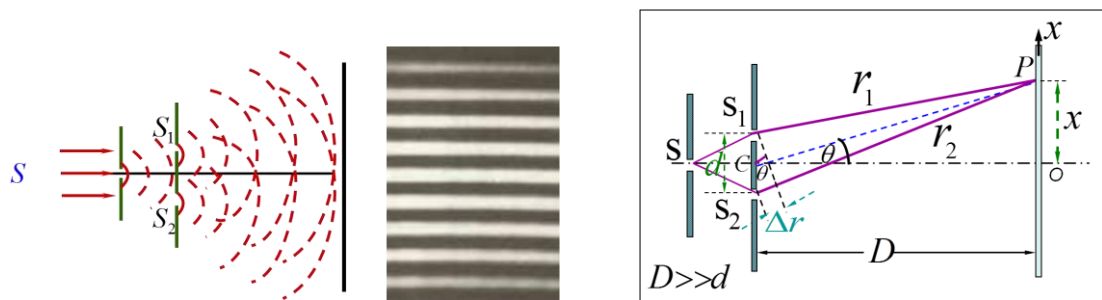 S
S₁
S₂
x
P
r₁
S₁
r₂
x
S
C
θ
d
θ
O
S₂
Δr
D
D>>d